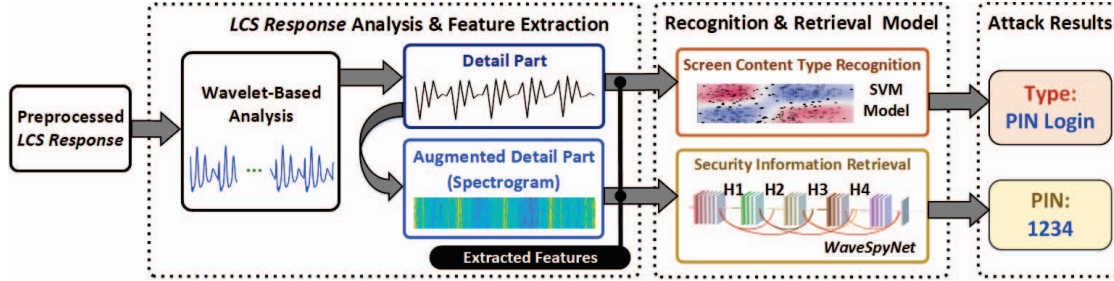 LCS Response Analysis & Feature Extraction
Recognition & Retrieval Model
Attack Results
Preprocessed
LCS Response
Wavelet-Based
Analysis
...
Detail Part
Augmented Detail Part
(Spectrogram)
Extracted Features
Screen Content Type Recognition
SVM
Model
Security Information Retrieval
H1 H2 H3 H4
WaveSpyNet
Type:
PIN Login
PIN:
1234